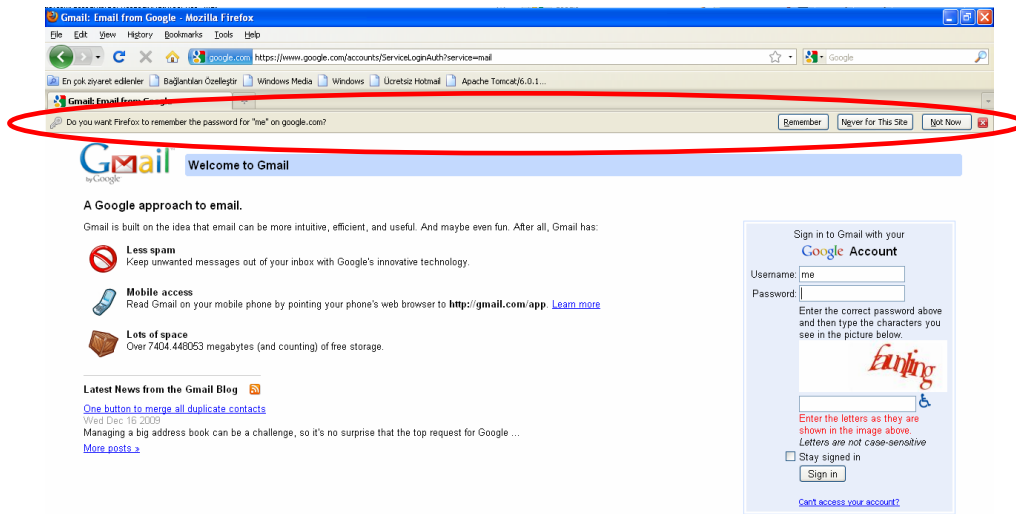 Gmail: Email from Google - Mozilla Firefox
File Edit View History Bookmarks Tools Help
google.com https://www.google.com/accounts/ServiceLoginAuth?service=mail
Google
En çok ziyaret edilenler Bağlantıları Özelleştir Windows Media Windows Ücretsiz Hotmail Apache Tomcat/6.0.1...
Gmail: Email from Google
Do you want Firefox to remember the password for "me" on google.com? Remember Never for This Site Not Now
Gmail
by Google
Welcome to Gmail
A Google approach to email.
Gmail is built on the idea that email can be more intuitive, efficient, and useful. And maybe even fun. After all, Gmail has:
Less spam
Keep unwanted messages out of your inbox with Google's innovative technology.
Mobile access
Read Gmail on your mobile phone by pointing your phone's web browser to http://gmail.com/app. Learn more
Lots of space
Over 7404.448053 megabytes (and counting) of free storage.
Latest News from the Gmail Blog
One button to merge all duplicate contacts
Wed Dec 16 2009
Managing a big address book can be a challenge, so it's no surprise that the top request for Google ...
More posts »
Sign in to Gmail with your
Google Account
Username: me
Password:
Enter the correct password above
and then type the characters you
see in the picture below.
Enter the letters as they are
shown in the image above.
Letters are not case-sensitive
Stay signed in
Sign in
Can't access your account?